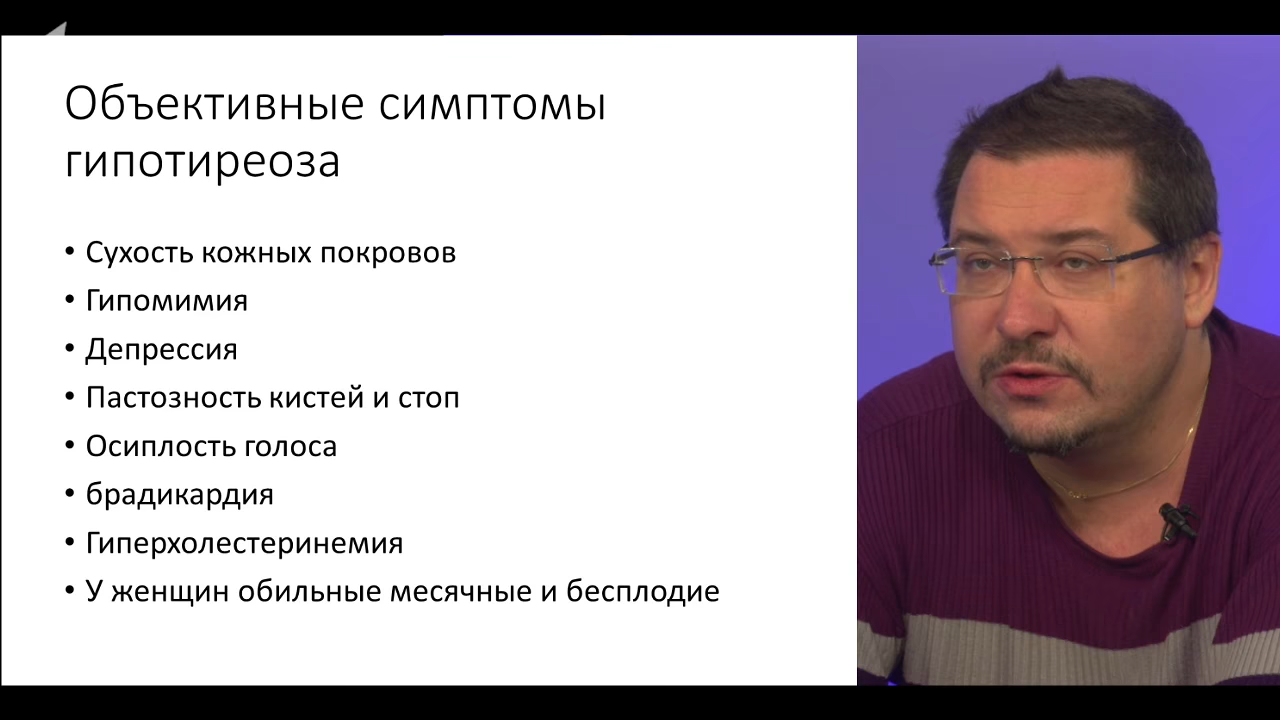 Объективные симптомы
гипотиреоза
• Сухость кожных покровов
• Гипомимия
• Депрессия
• Пастозность кистей и стоп
• Осиплость голоса
• брадикардия
• Гиперхолестеринемия
• У женщин обильные месячные и бесплодие